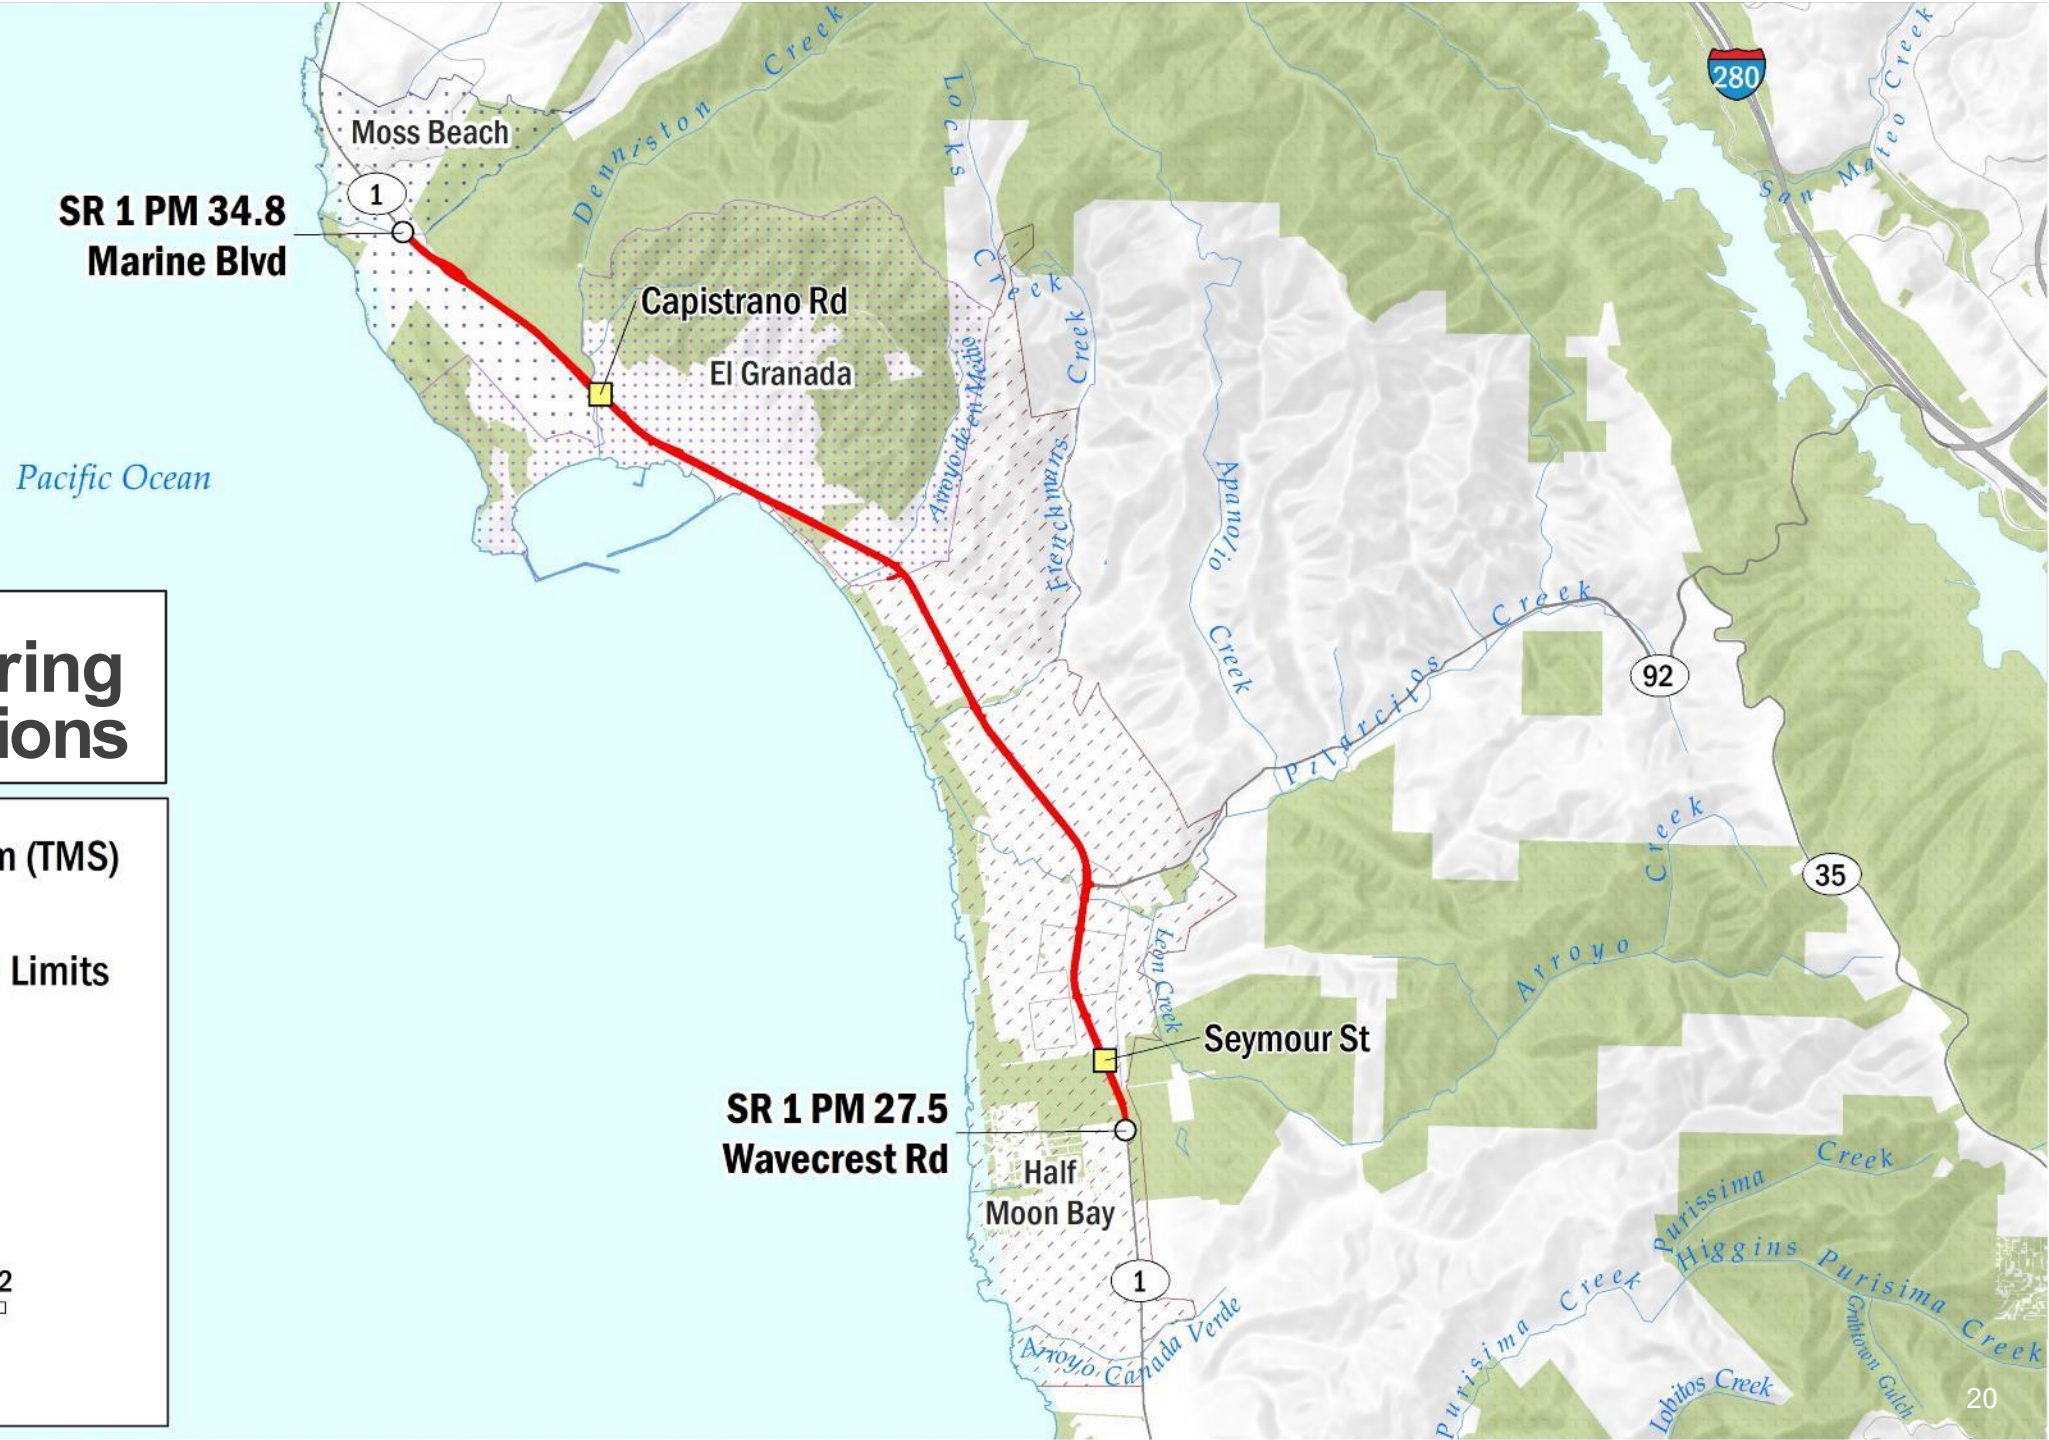 Denniston Creek
Locks Creek
280
San Mateo Creek
Moss Beach
1
SR 1 PM 34.8
Marine Blvd
Capistrano Rd
El Granada
Arroyo de en Medio
Frenchmans Creek
Apanolio Creek
Pacific Ocean
Pilarcitos Creek
92
ring
ions
m (TMS)
Limits
2
35
Arroyo
Creek
Leon Creek
Seymour St
SR 1 PM 27.5
Wavecrest Rd
Half
Moon Bay
1
Arroyo Canada Verde
Purissima Creek
Higgins Purisima Creek
Purisima Creek
Grabtown Gulch
Lobitos Creek
20